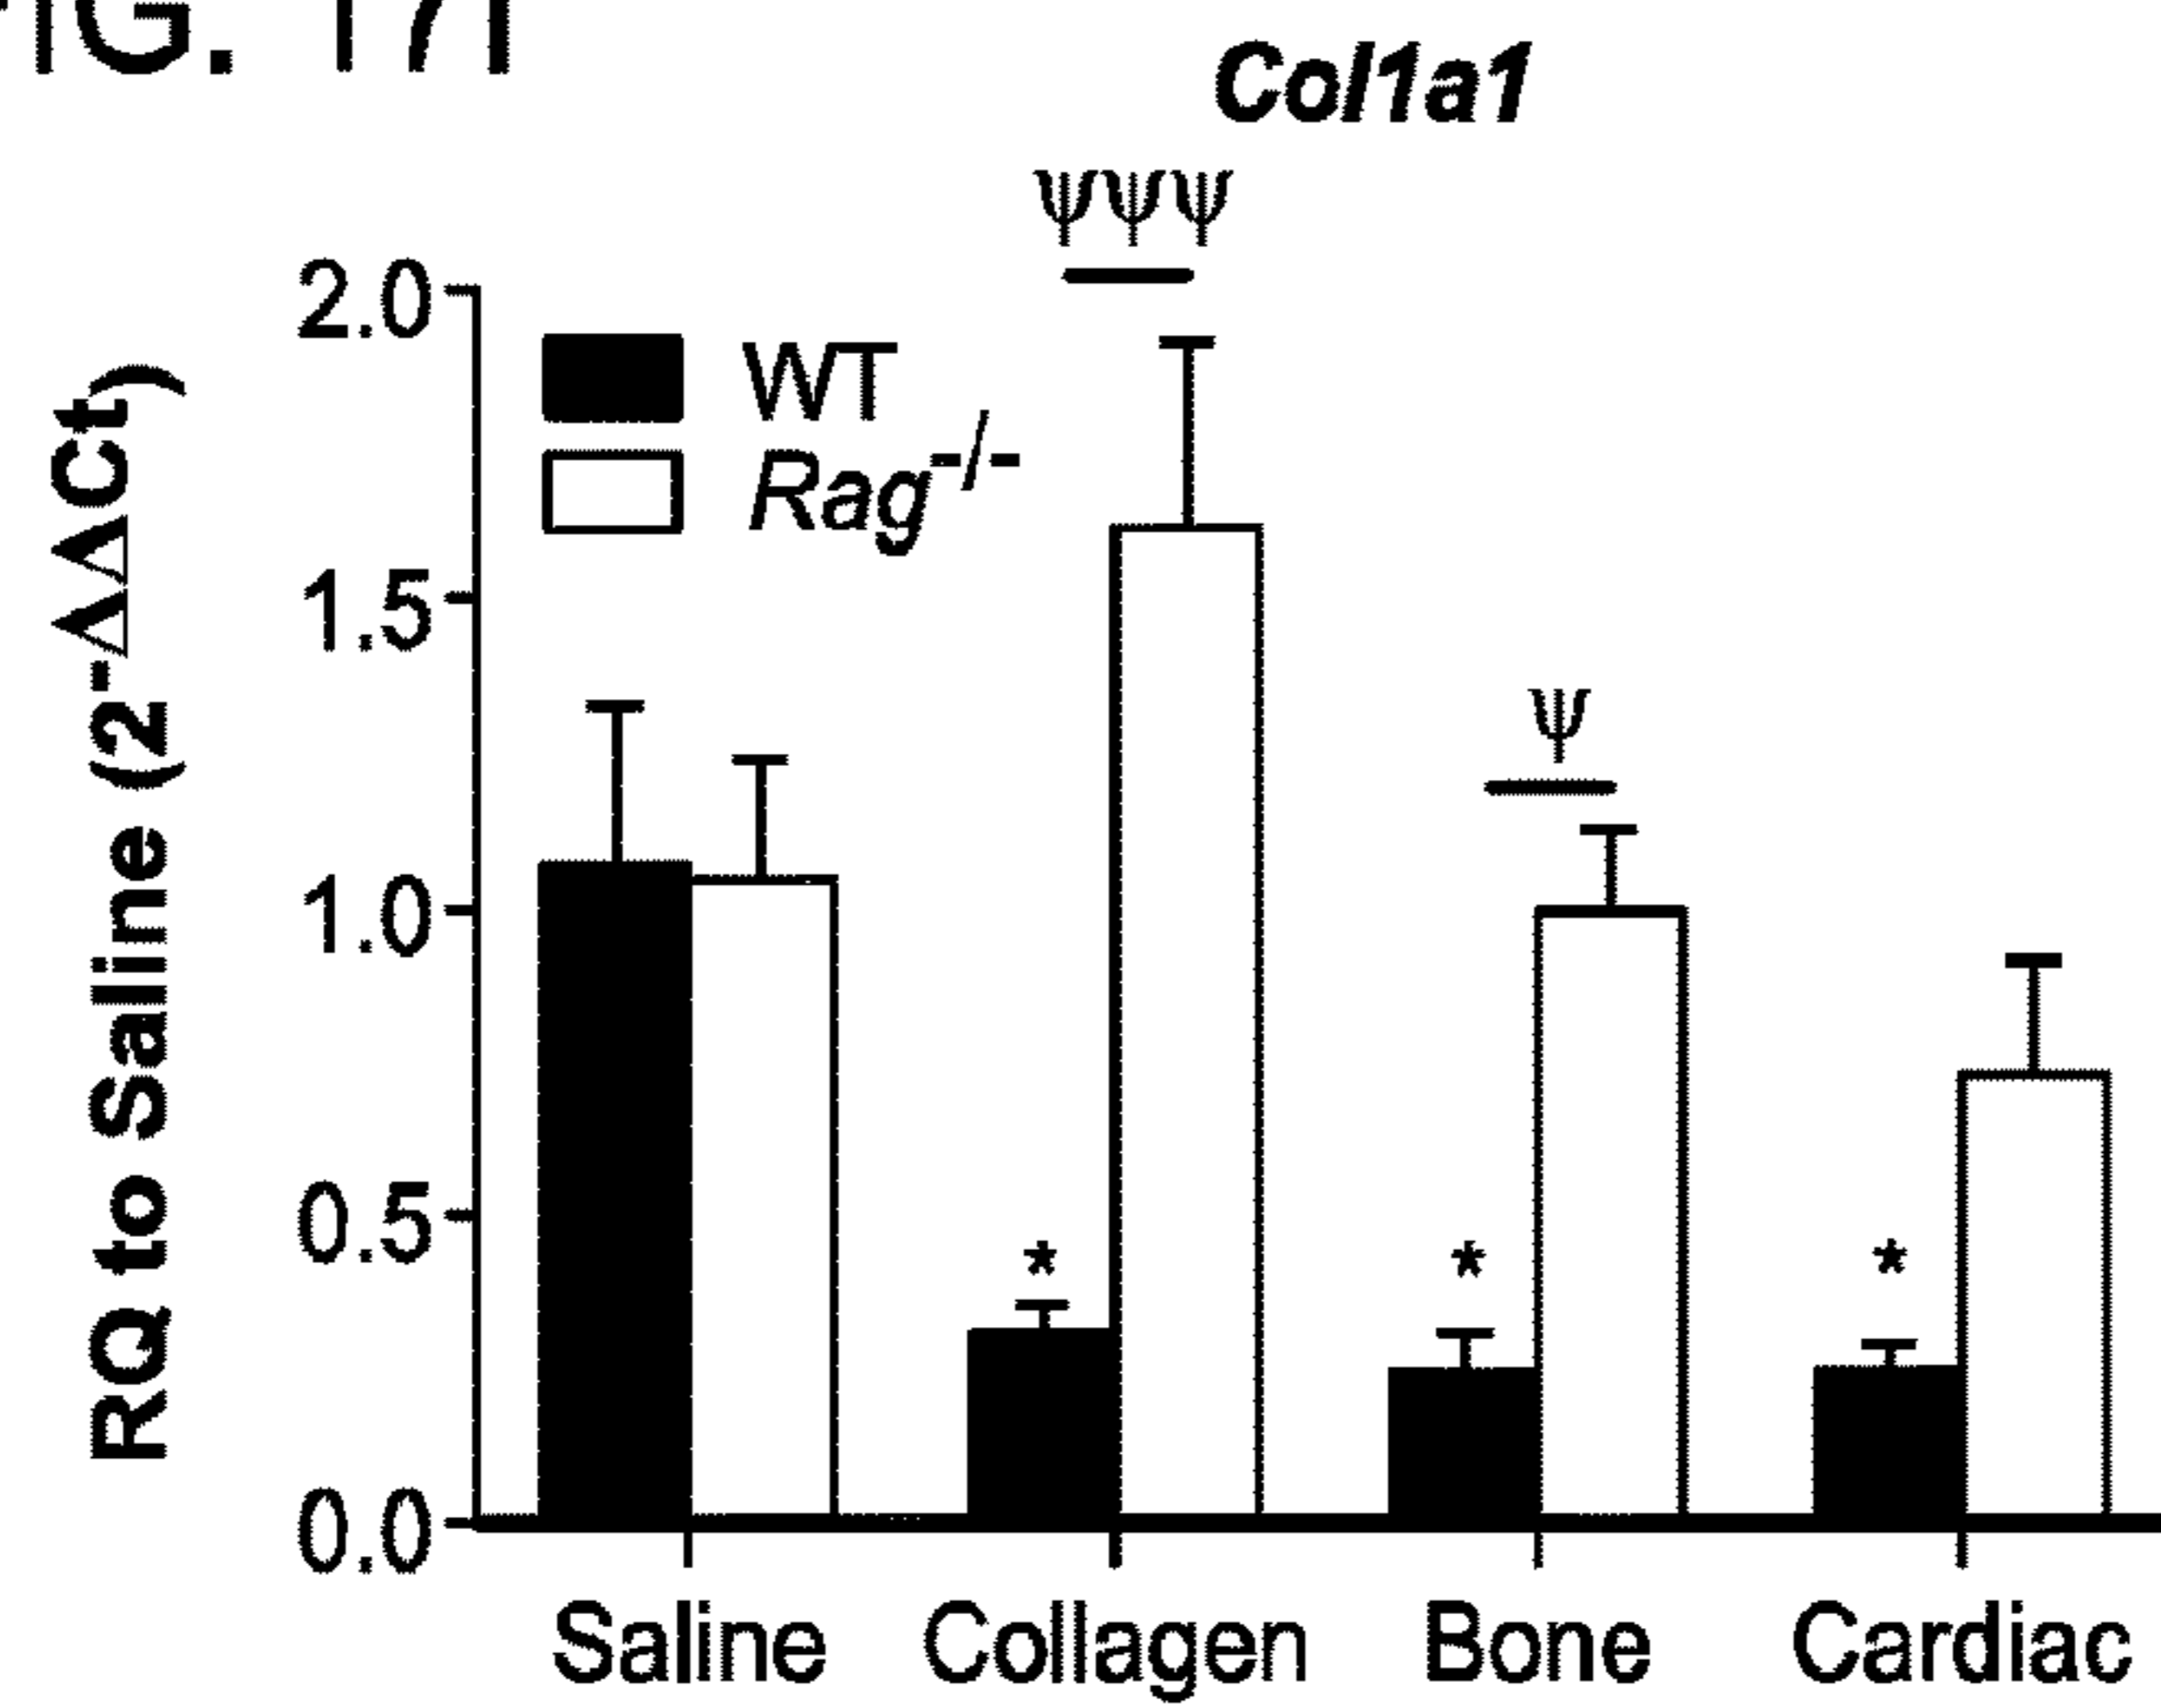 FIG. 17I
Col1a1
ψψψ
2.0
WT
Rag-/-
1.5
ψ
1.0
0.5
* * *
0.0
RQ to Saline (2-ΔΔCt)
Saline Collagen Bone Cardiac